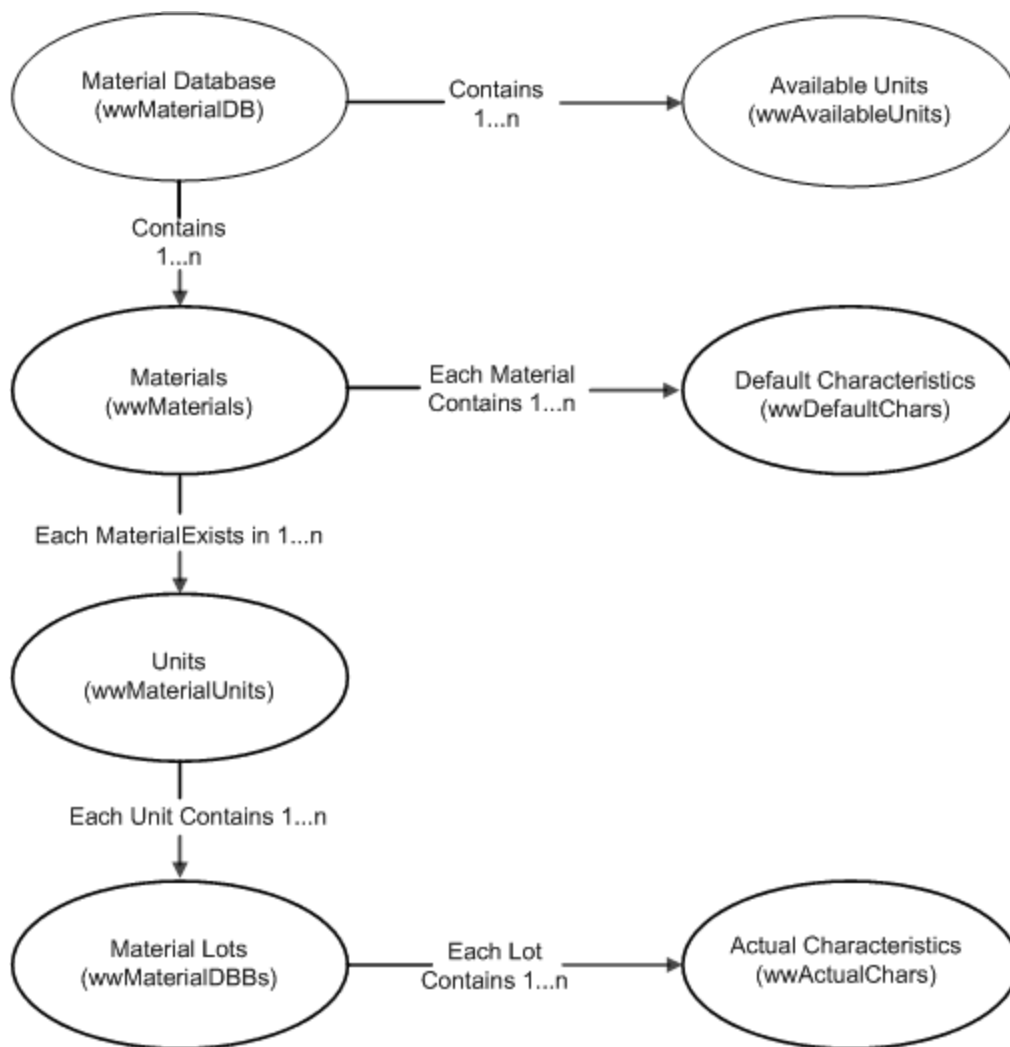 Material Database
(wwMaterialDB)
Contains
1...n
Available Units
(wwAvailableUnits)
Contains
1...n
Materials
(wwMaterials)
Each Material
Contains 1...n
Default Characteristics
(wwDefaultChars)
Each MaterialExists in 1...n
Units
(wwMaterialUnits)
Each Unit Contains 1...n
Material Lots
(wwMaterialDBBs)
Each Lot
Contains 1...n
Actual Characteristics
(wwActualChars)